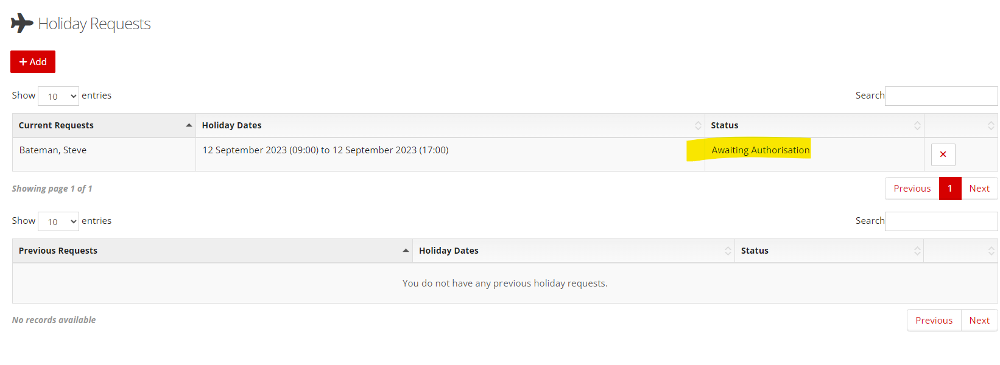 Holiday Requests
+ Add
Show 10 entries Search
Current Requests Holiday Dates Status
Bateman, Steve 12 September 2023 (09:00) to 12 September 2023 (17:00) Awaiting Authorisation
Showing page 1 of 1 Previous 1 Next
Show 10 entries Search
Previous Requests Holiday Dates Status
You do not have any previous holiday requests.
No records available Previous Next